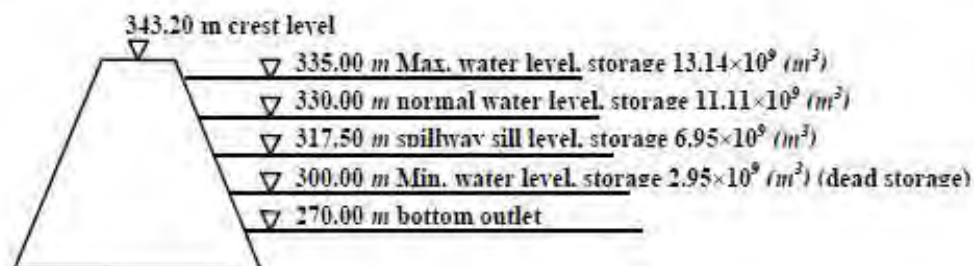 343.20 m crest level
335.00 m Max. water level. storage 13.14×10⁹ (m³)
330.00 m normal water level. storage 11.11×10⁹ (m³)
317.50 m spillway sill level. storage 6.95×10⁹ (m³)
300.00 m Min. water level. storage 2.95×10⁹ (m³) (dead storage)
270.00 m bottom outlet